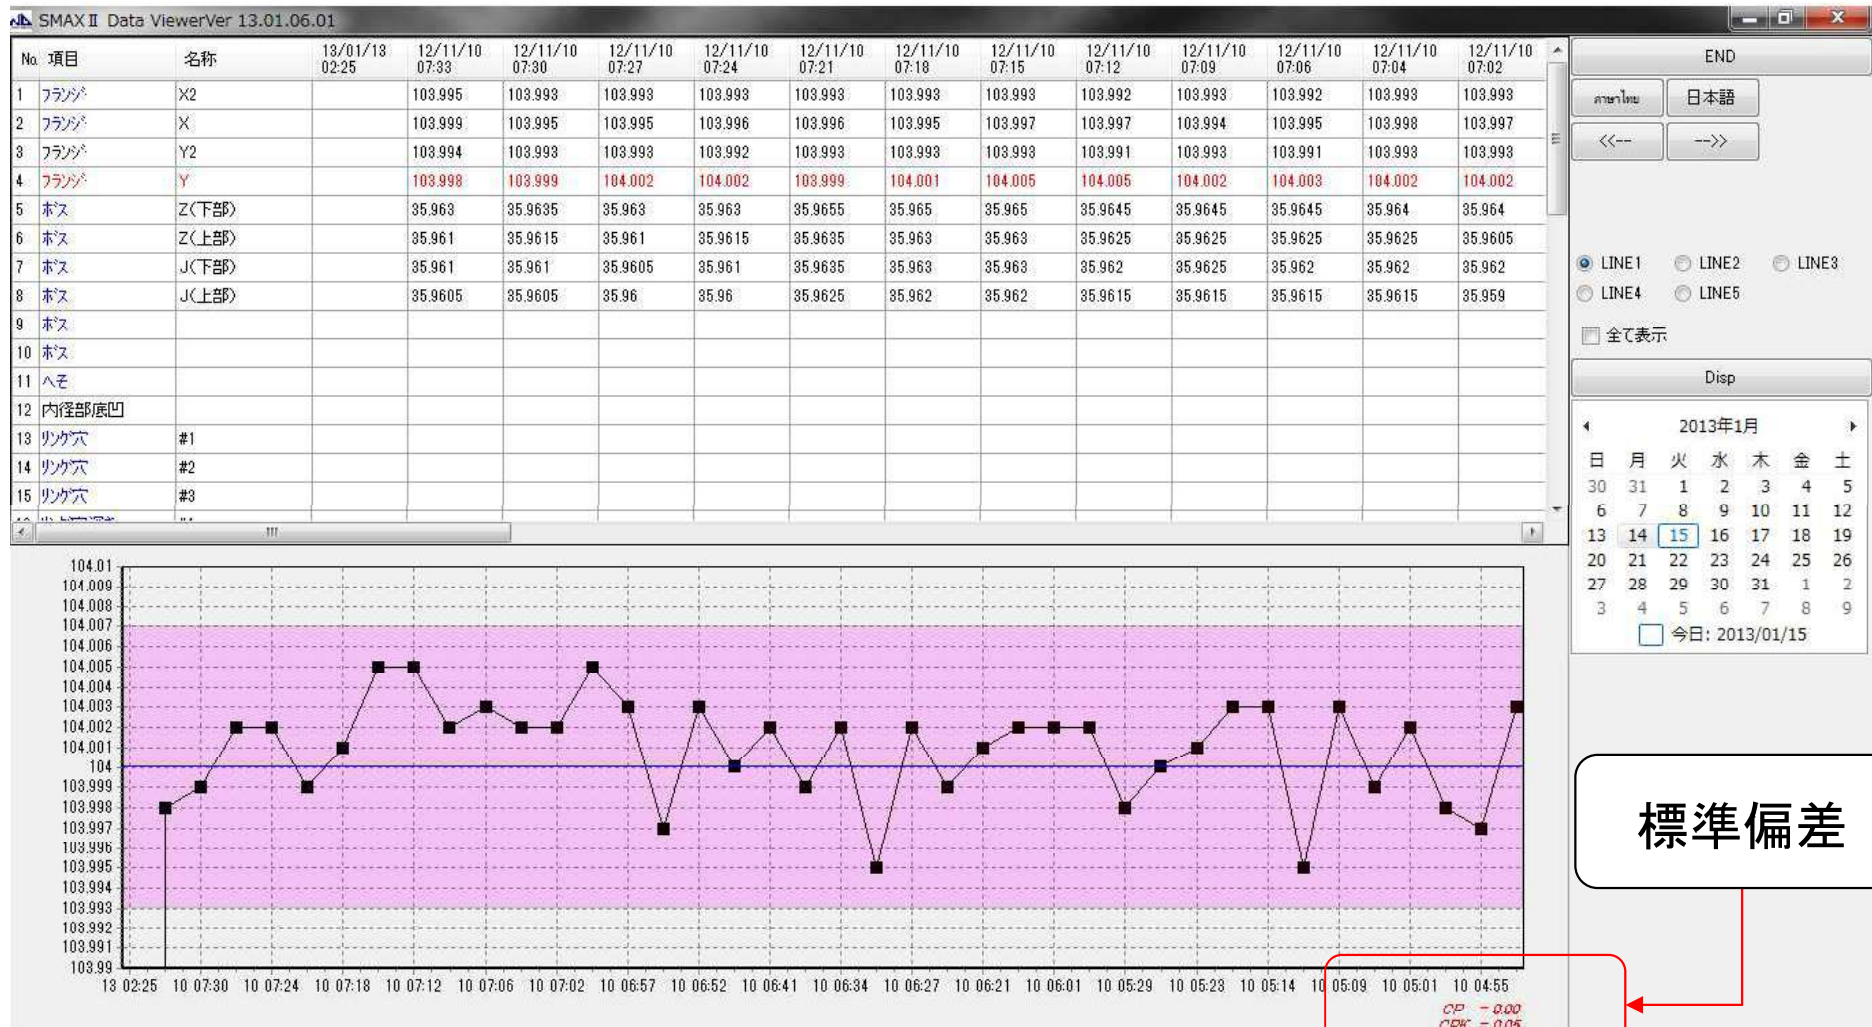 SMAXⅡ Data ViewerVer 13.01.06.01
No. 項目 名称 13/01/13 02:25 12/11/10 07:33 12/11/10 07:30 12/11/10 07:27 12/11/10 07:24 12/11/10 07:21 12/11/10 07:18 12/11/10 07:15 12/11/10 07:12 12/11/10 07:09 12/11/10 07:06 12/11/10 07:04 12/11/10 07:02
1 フランジ X2 103.995 103.993 103.993 103.993 103.993 103.993 103.993 103.992 103.993 103.992 103.993 103.993
2 フランジ X 103.999 103.995 103.995 103.996 103.996 103.995 103.997 103.997 103.994 103.995 103.998 103.997
3 フランジ Y2 103.994 103.993 103.993 103.992 103.993 103.993 103.993 103.991 103.993 103.991 103.993 103.993
4 フランジ Y 103.998 103.999 104.002 104.002 103.999 104.001 104.005 104.005 104.002 104.003 104.002 104.002
5 ボス Z(下部) 35.963 35.9635 35.963 35.963 35.9655 35.965 35.965 35.9645 35.9645 35.9645 35.964 35.964
6 ボス Z(上部) 35.961 35.9615 35.961 35.9615 35.9635 35.963 35.963 35.9625 35.9625 35.9625 35.9625 35.9605
7 ボス J(下部) 35.961 35.961 35.9605 35.961 35.9635 35.963 35.963 35.962 35.9625 35.962 35.962 35.962
8 ボス J(上部) 35.9605 35.9605 35.96 35.96 35.9625 35.962 35.962 35.9615 35.9615 35.9615 35.9615 35.959
9 ボス
10 ボス
11 へそ
12 内径部底凹
13 リング穴 #1
14 リング穴 #2
15 リング穴 #3
END
ภาษาไทย 日本語
<<-- -->>
LINE1 LINE2 LINE3
LINE4 LINE5
全て表示
Disp
2013年1月
日 月 火 水 木 金 土
30 31 1 2 3 4 5
6 7 8 9 10 11 12
13 14 15 16 17 18 19
20 21 22 23 24 25 26
27 28 29 30 31 1 2
3 4 5 6 7 8 9
今日: 2013/01/15
104.01
104.009
104.008
104.007
104.006
104.005
104.004
104.003
104.002
104.001
104
103.999
103.998
103.997
103.996
103.995
103.994
103.993
103.992
103.991
103.99
13 02:25 10 07:30 10 07:24 10 07:18 10 07:12 10 07:06 10 07:02 10 06:57 10 06:52 10 06:41 10 06:34 10 06:27 10 06:21 10 06:01 10 05:29 10 05:23 10 05:14 10 05:09 10 05:01 10 04:55
標準偏差
CP = 0.00
CPK = 0.05